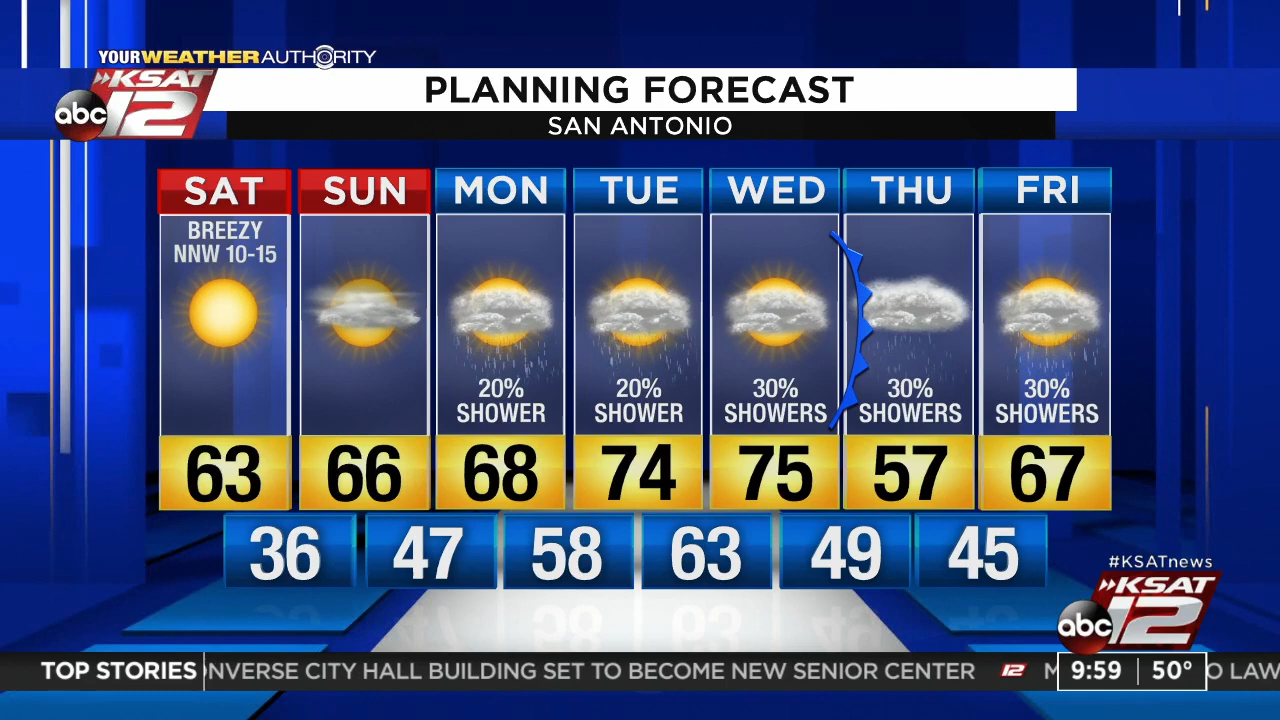 YOURWEATHERAUTHORITY
KSAT
abc 12
PLANNING FORECAST
SAN ANTONIO
SAT SUN MON TUE WED THU FRI
BREEZY
NNW 10-15
20% 20% 30% 30% 30%
SHOWER SHOWER SHOWERS SHOWERS SHOWERS
63 66 68 74 75 57 67
36 47 58 63 49 45
#KSATnews
KSAT
abc 12
TOP STORIES ONVERSE CITY HALL BUILDING SET TO BECOME NEW SENIOR CENTER 12 M 9:59 50° O LAW